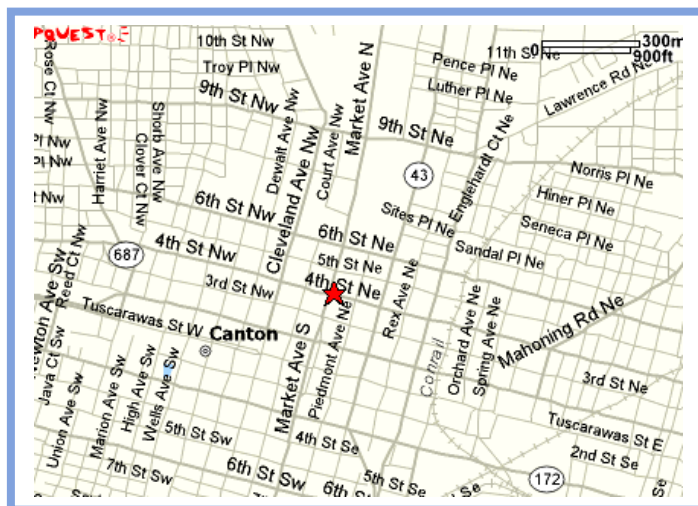 PQUEST
300m
900ft
10th St Nw
Troy Pl Nw
9th St Nw
Rose Ct Nw
Harriet Ave Nw
Shorb Ave Nw
Clover Ct Nw
Dewalt Ave Nw
Cleveland Ave Nw
Court Ave Nw
Market Ave N
11th St Ne
Pence Pl Ne
Luther Pl Ne
Lawrence Rd Ne
9th St Ne
Englehardt Ct Ne
43
Norris Pl Ne
Hiner Pl Ne
Seneca Pl Ne
Sandal Pl Ne
Sites Pl Ne
Pl Nw
Pl Nw
t Nw
6th St Nw
6th St Ne
5th St Ne
4th St Nw
4th St Ne
687
3rd St Nw
Newton Ave Sw
Reed Ct Nw
Tuscarawas St W
Canton
Java Ct Sw
Union Ave Sw
Marion Ave Sw
High Ave Sw
Wells Ave Sw
Market Ave S
Piedmont Ave Ne
Rex Ave Ne
Conrail
Orchard Ave Ne
Spring Ave Ne
Mahoning Rd Ne
3rd St Ne
Tuscarawas St E
2nd St Se
172
5th St Sw
4th St Se
7th St Sw
6th St Sw
6th
5th St Se
Se